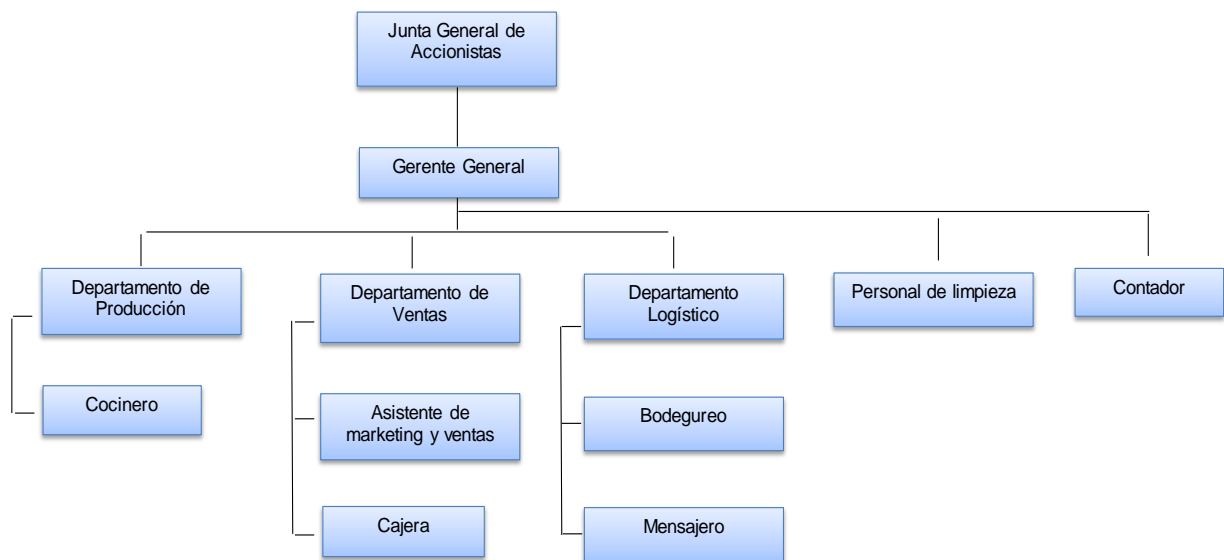 Junta General de
Accionistas
Gerente General
Departamento de
Producción
Departamento de
Ventas
Departamento
Logístico
Personal de limpieza
Contador
Cocinero
Asistente de
marketing y ventas
Bodegureo
Cajera
Mensajero